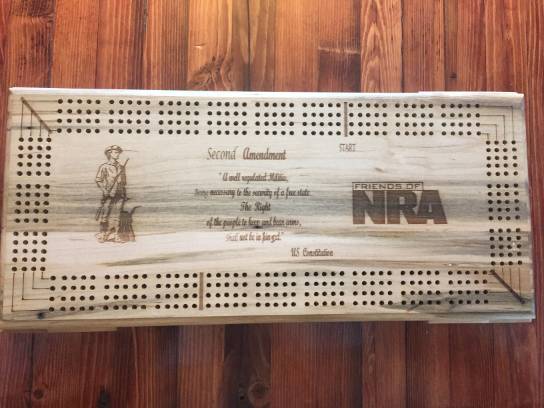 Second Amendment
START
"A well regulated Militia,
being necessary to the security of a free state
The Right
of the people to keep and bear arms,
shall not be
US Constitution
FRIENDS OF
NRA